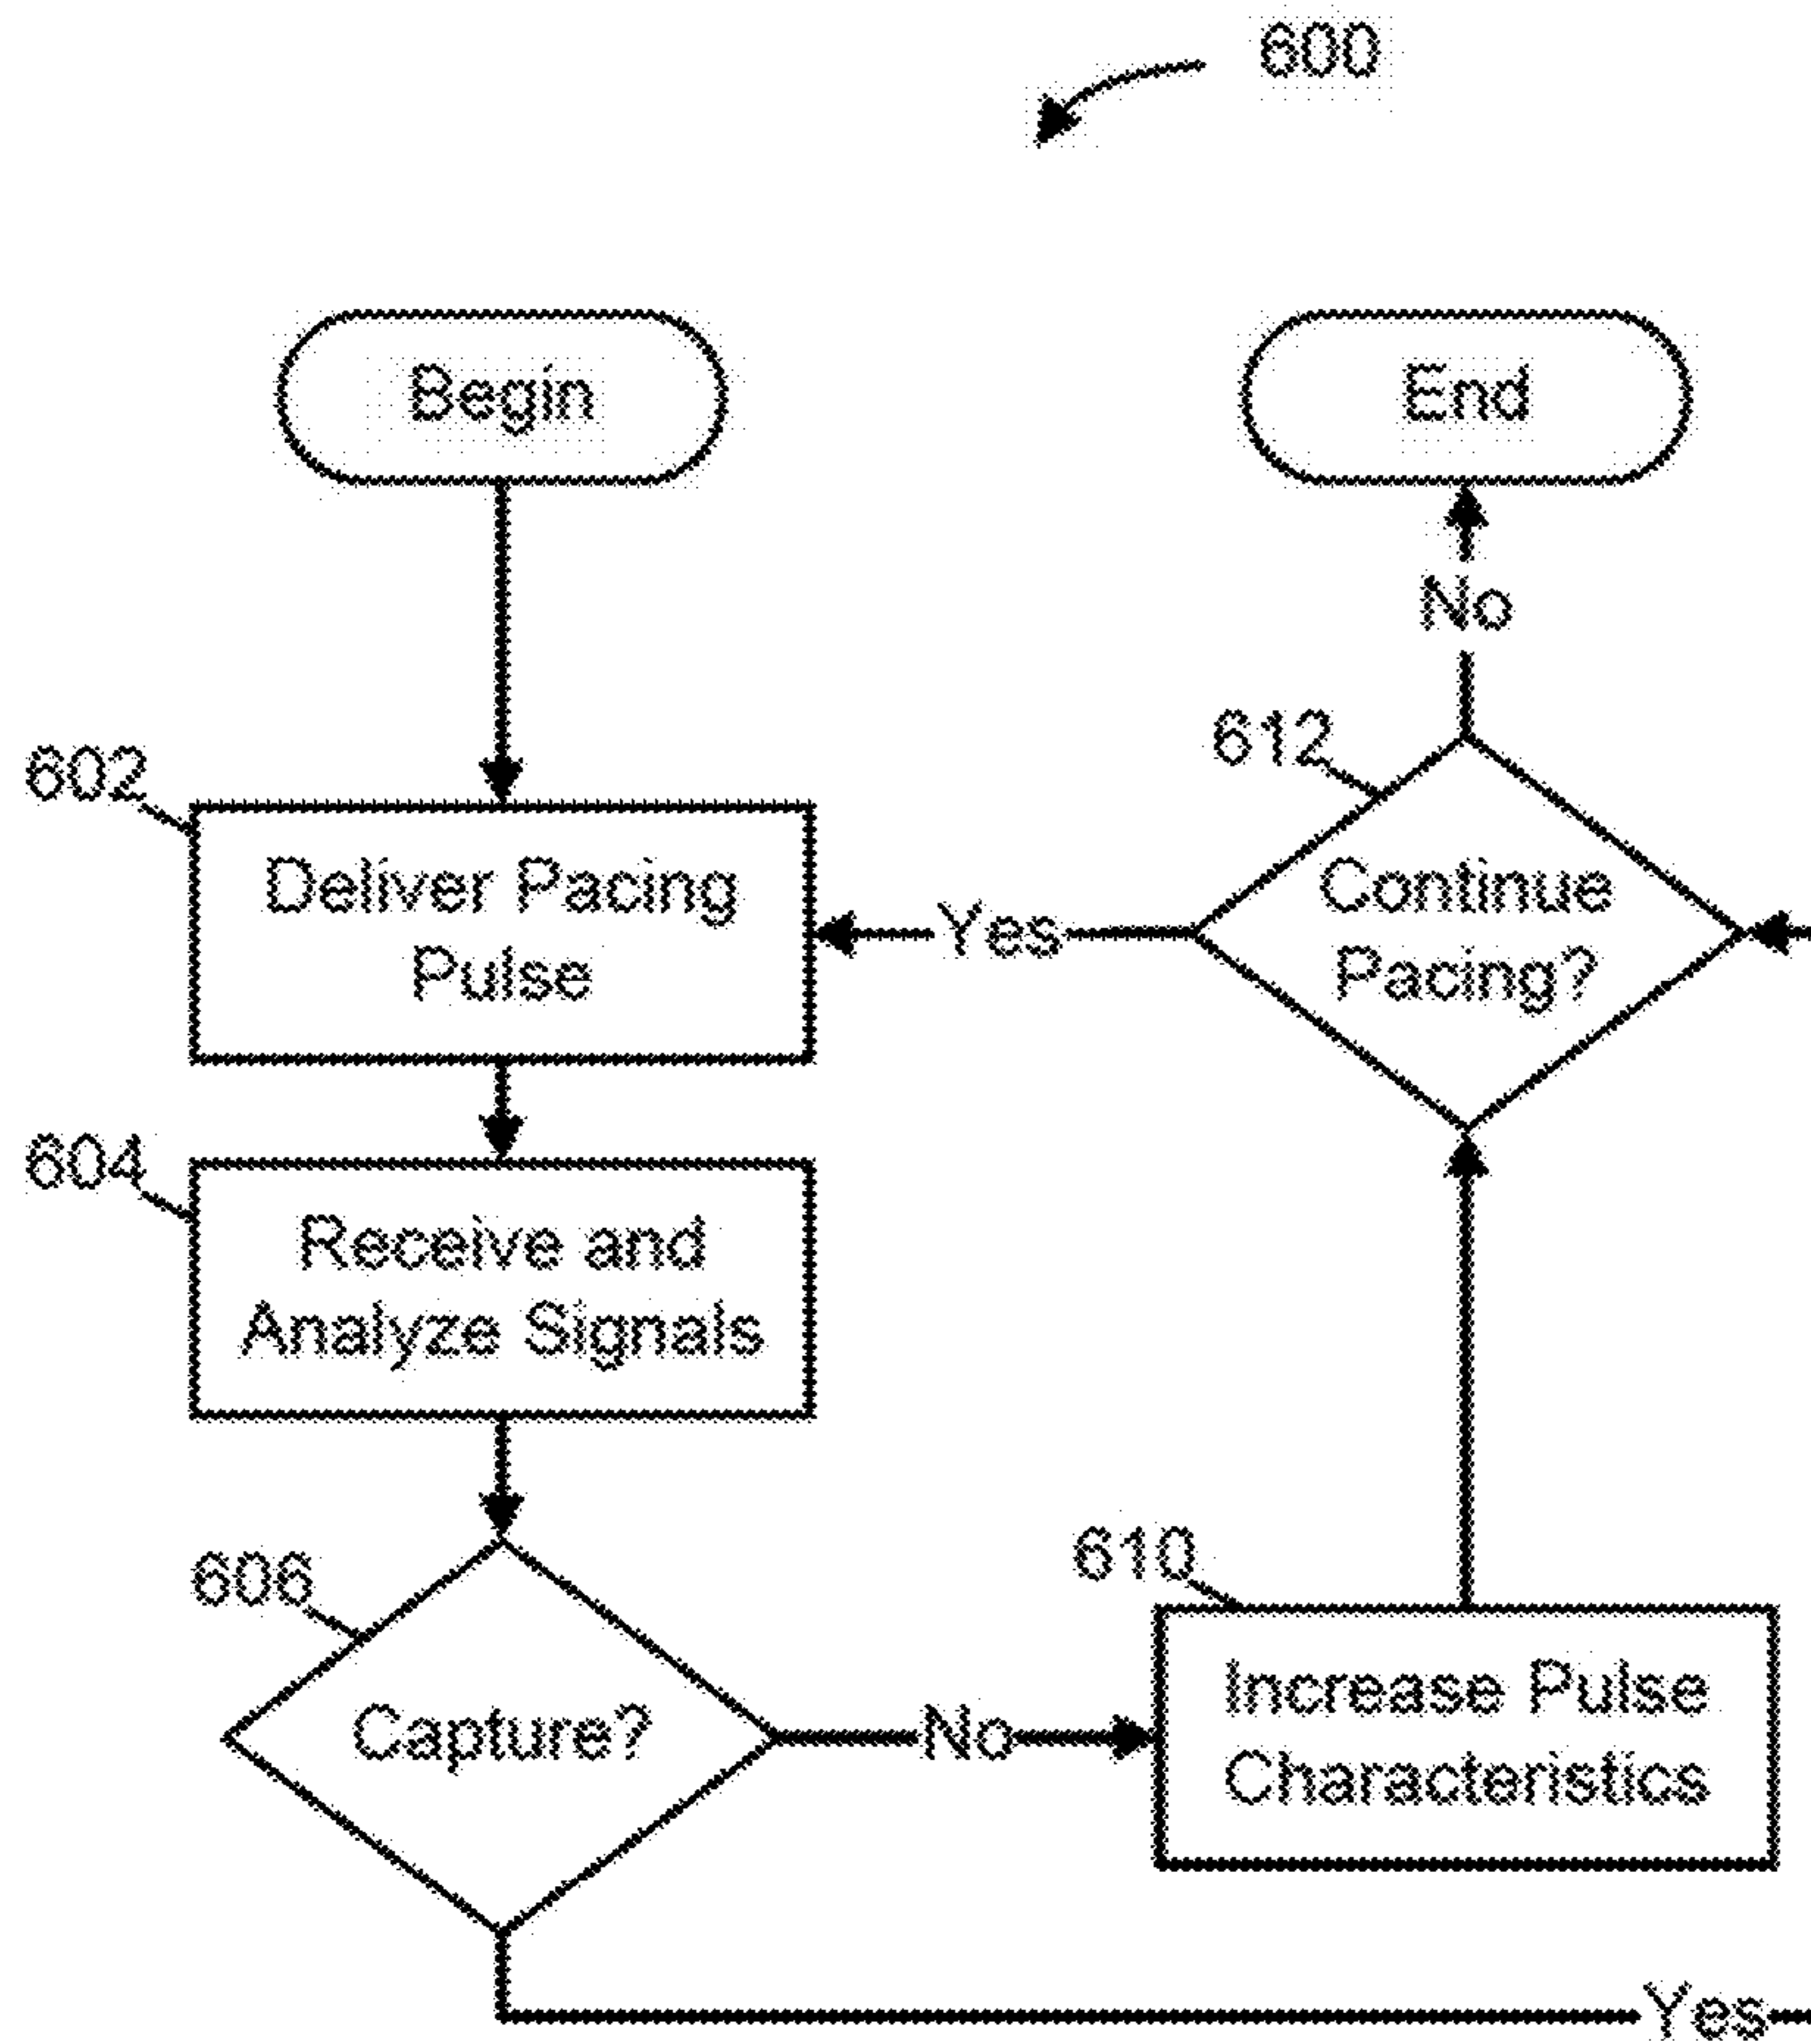 600
Begin
End
No
612
602
Deliver Pacing
Pulse
Yes
Continue
Pacing?
604
Receive and
Analyze Signals
606
Capture?
No
610
Increase Pulse
Characteristics
Yes